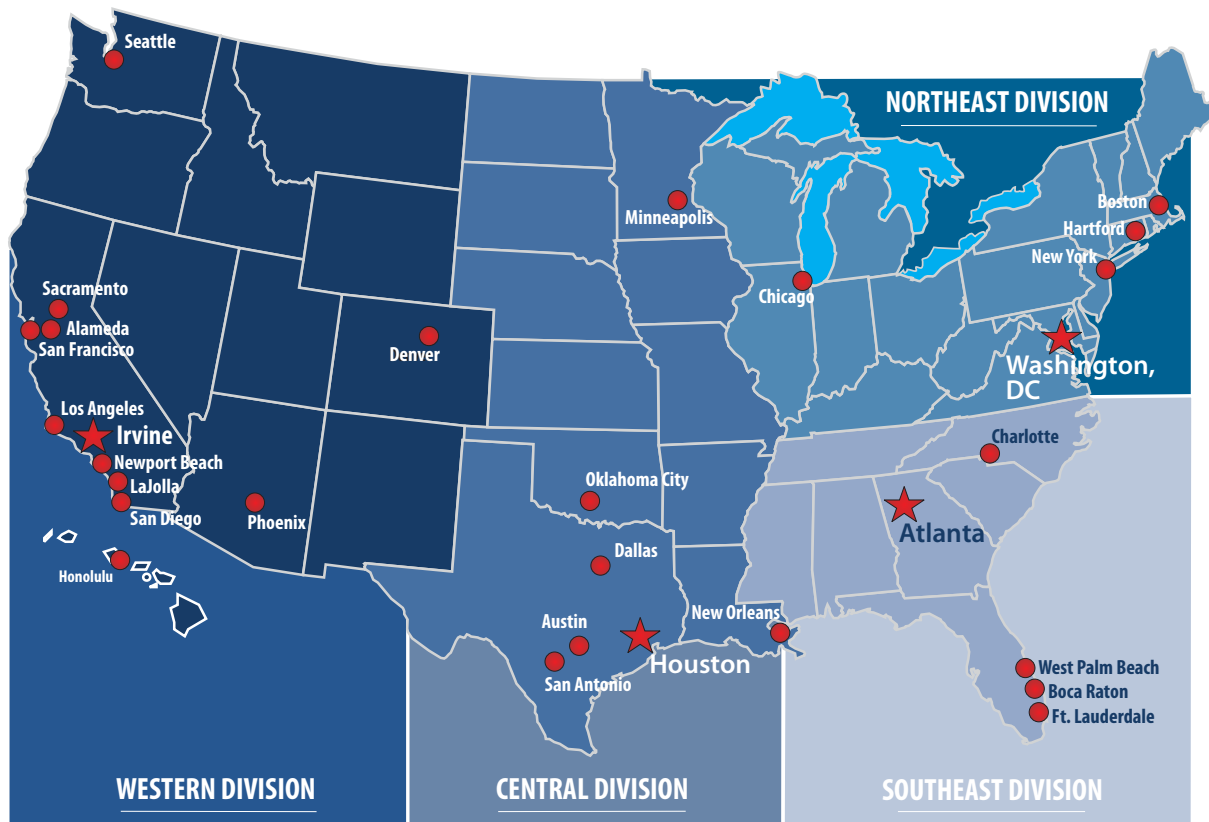 Seattle
NORTHEAST DIVISION
Minneapolis
Boston
Hartford
New York
Sacramento
Chicago
Alameda
San Francisco
Denver
Washington,
DC
Los Angeles
Irvine
Charlotte
Newport Beach
LaJolla
Oklahoma City
San Diego
Phoenix
Atlanta
Dallas
Honolulu
New Orleans
Austin
Houston
West Palm Beach
San Antonio
Boca Raton
Ft. Lauderdale
WESTERN DIVISION
CENTRAL DIVISION
SOUTHEAST DIVISION